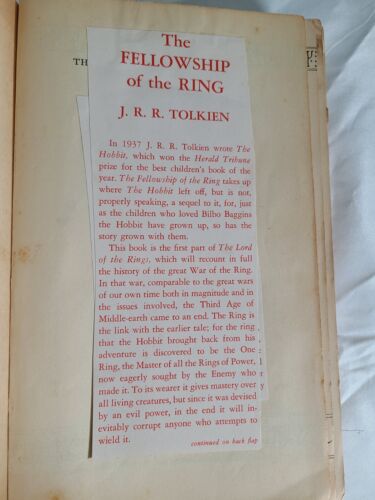 The
FELLOWSHIP
of the RING
TH
J. R. R. TOLKIEN
In 1937 J. R. R. Tolkien wrote The
Hobbit, which won the Herald Tribune
prize for the best children's book of the
year. The Fellowship of the Ring takes up
where The Hobbit left off, but is not,
properly speaking, a sequel to it, for, just
as the children who loved Bilbo Baggins
the Hobbit have grown up, so has the
story grown with them.
This book is the first part of The Lord
of the Rings, which will recount in full
the history of the great War of the Ring.
In that war, comparable to the great wars
of our own time both in magnitude and in
the issues involved, the Third Age of
Middle-earth came to an end. The Ring is
the link with the earlier tale; for the ring
that the Hobbit brought back from his
adventure is discovered to be the One
Ring, the Master of all the Rings of Power,
now eagerly sought by the Enemy who
made it. To its wearer it gives mastery over
all living creatures, but since it was devised
by an evil power, in the end it will in-
evitably corrupt anyone who attempts to
wield it.
continued on back flap